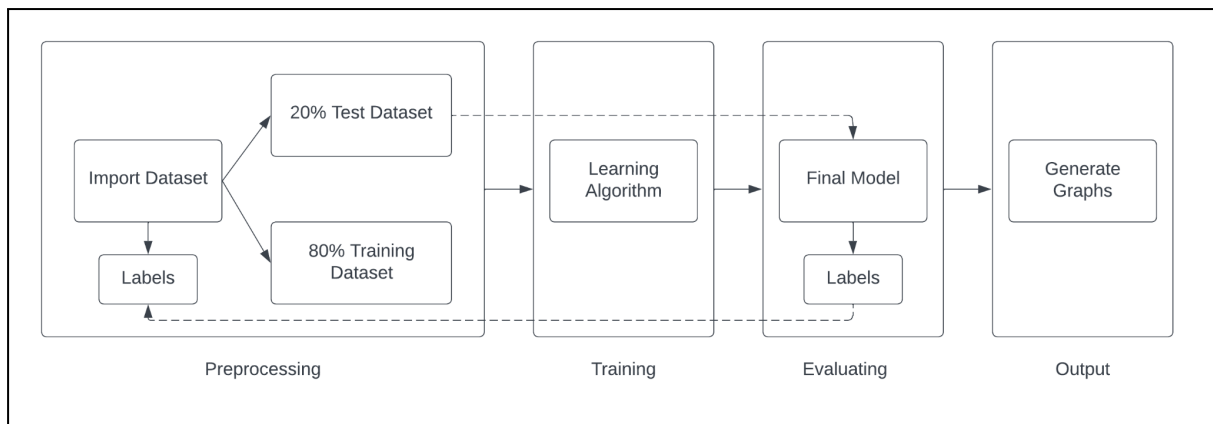 20% Test Dataset
Import Dataset
Labels
80% Training
Dataset
Learning
Algorithm
Final Model
Labels
Generate
Graphs
Preprocessing
Training
Evaluating
Output